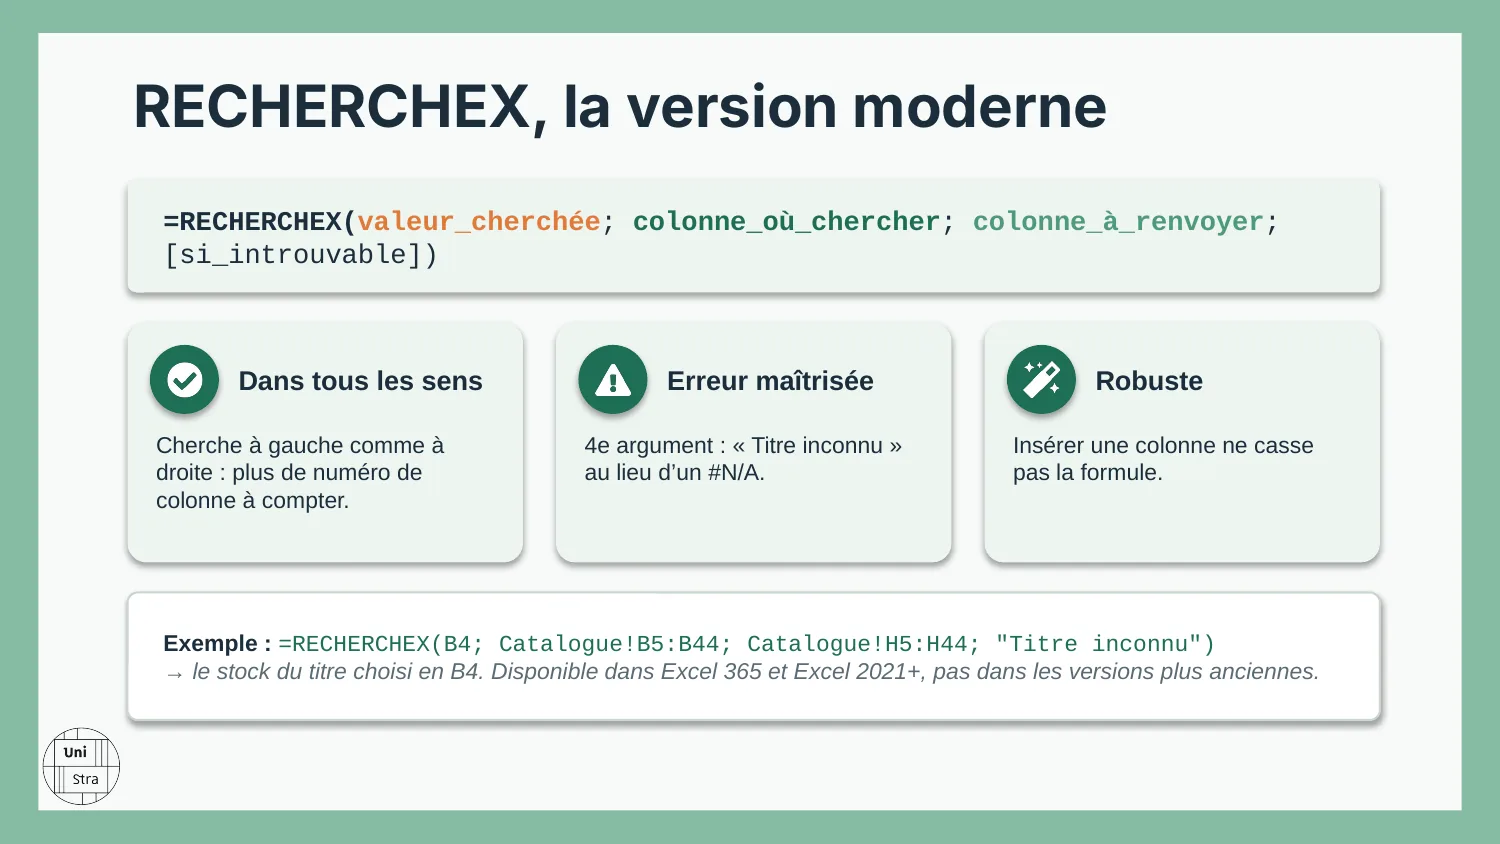 RECHERCHEX, la version moderne
=RECHERCHEX(valeur_cherchée; colonne_où_chercher; colonne_à_renvoyer;
[si_introuvable])
Dans tous les sens
Cherche à gauche comme à
droite : plus de numéro de
colonne à compter.
Erreur maîtrisée
4e argument : « Titre inconnu »
au lieu d’un #N/A.
Robuste
Insérer une colonne ne casse
pas la formule.
Exemple : =RECHERCHEX(B4; Catalogue!B5:B44; Catalogue!H5:H44; "Titre inconnu")
→ le stock du titre choisi en B4. Disponible dans Excel 365 et Excel 2021+, pas dans les versions plus anciennes.
Uni
Stra